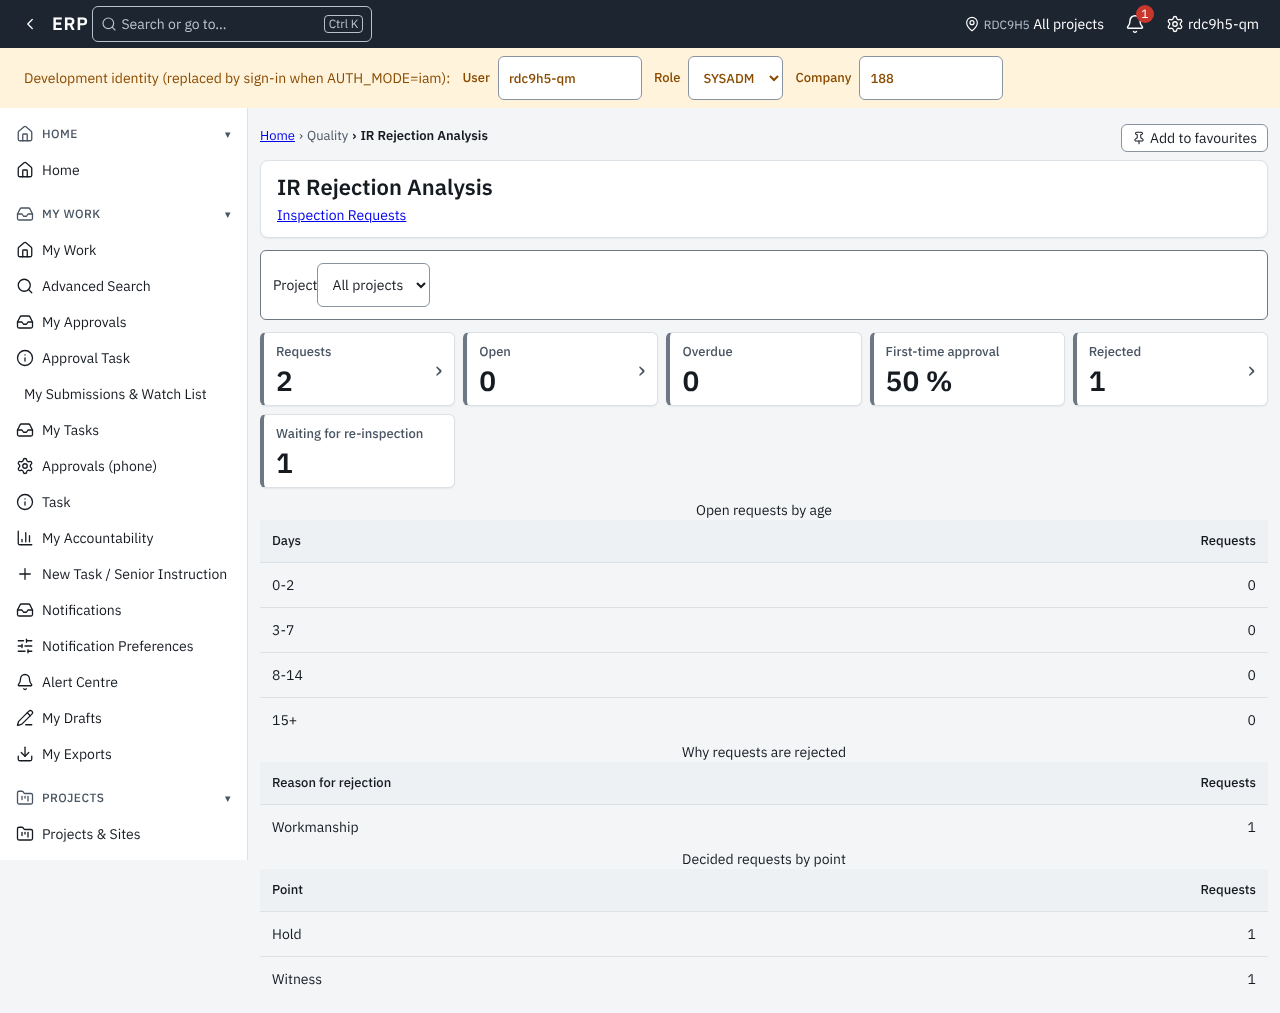 ERP
Search or go to...
Ctrl K
RDC9H5 All projects
1
rdc9h5-qm
Development identity (replaced by sign-in when AUTH_MODE=iam):
User
rdc9h5-qm
Role
SYSADM
Company
188
HOME
Home
MY WORK
My Work
Advanced Search
My Approvals
Approval Task
My Submissions & Watch List
My Tasks
Approvals (phone)
Task
My Accountability
New Task / Senior Instruction
Notifications
Notification Preferences
Alert Centre
My Drafts
My Exports
PROJECTS
Projects & Sites
Home › Quality › IR Rejection Analysis
Add to favourites
IR Rejection Analysis
Inspection Requests
Project
All projects
Requests
2
Open
0
Overdue
0
First-time approval
50 %
Rejected
1
Waiting for re-inspection
1
Open requests by age
Days Requests
0-2 0
3-7 0
8-14 0
15+ 0
Why requests are rejected
Reason for rejection Requests
Workmanship 1
Decided requests by point
Point Requests
Hold 1
Witness 1